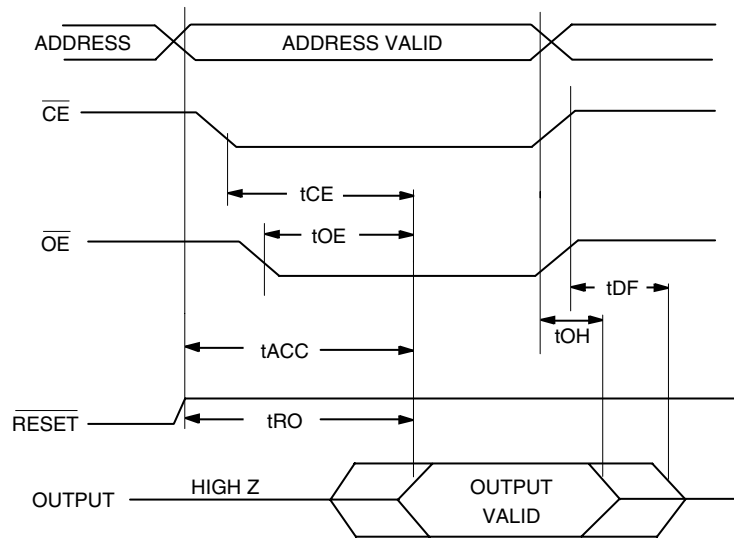 ADDRESS
ADDRESS VALID
CE
tCE
OE
tOE
tDF
tOH
tACC
RESET
tRO
OUTPUT
HIGH Z
OUTPUT
VALID